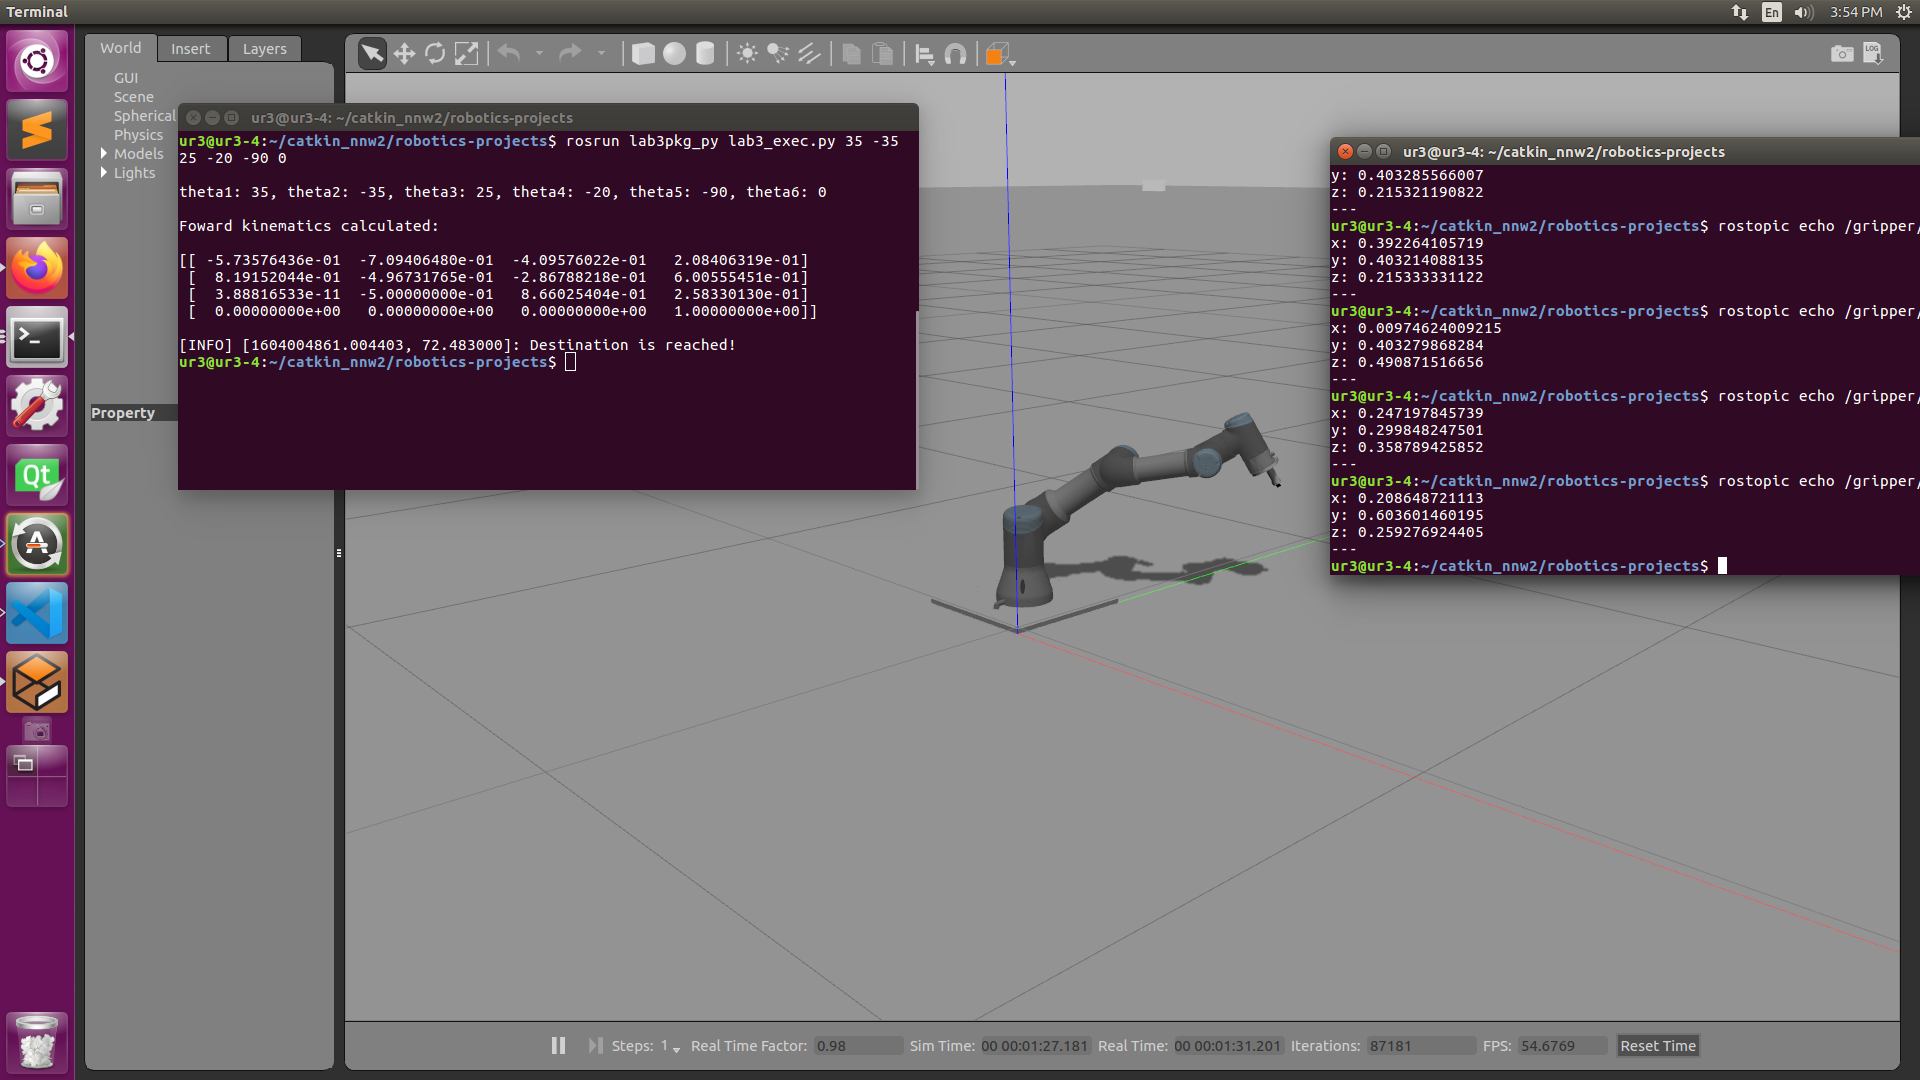 Terminal
En
3:54 PM
World Insert Layers
GUI
Scene
Spherical
Physics
Models
Lights
Property
LOG
ur3@ur3-4: ~/catkin_nnw2/robotics-projects
ur3@ur3-4:~/catkin_nnw2/robotics-projects$ rosrun lab3pkg_py lab3_exec.py 35 -35
25 -20 -90 0
theta1: 35, theta2: -35, theta3: 25, theta4: -20, theta5: -90, theta6: 0
Foward kinematics calculated:
[[ -5.73576436e-01 -7.09406480e-01 -4.09576022e-01 2.08406319e-01]
[ 8.19152044e-01 -4.96731765e-01 -2.86788218e-01 6.00555451e-01]
[ 3.88816533e-11 -5.00000000e-01 8.66025404e-01 2.58330130e-01]
[ 0.00000000e+00 0.00000000e+00 0.00000000e+00 1.00000000e+00]]
[INFO] [1604004861.004403, 72.483000]: Destination is reached!
ur3@ur3-4:~/catkin_nnw2/robotics-projects$
ur3@ur3-4: ~/catkin_nnw2/robotics-projects
y: 0.403285566007
z: 0.215321190822
---
ur3@ur3-4:~/catkin_nnw2/robotics-projects$ rostopic echo /gripper/
x: 0.392264105719
y: 0.403214088135
z: 0.215333331122
---
ur3@ur3-4:~/catkin_nnw2/robotics-projects$ rostopic echo /gripper/
x: 0.00974624009215
y: 0.403279868284
z: 0.490871516656
---
ur3@ur3-4:~/catkin_nnw2/robotics-projects$ rostopic echo /gripper/
x: 0.247197845739
y: 0.299848247501
z: 0.358789425852
---
ur3@ur3-4:~/catkin_nnw2/robotics-projects$ rostopic echo /gripper/
x: 0.208648721113
y: 0.603601460195
z: 0.259276924405
---
ur3@ur3-4:~/catkin_nnw2/robotics-projects$
Qt
Steps: 1 Real Time Factor: 0.98 Sim Time: 00 00:01:27.181 Real Time: 00 00:01:31.201 Iterations: 87181 FPS: 54.6769 Reset Time